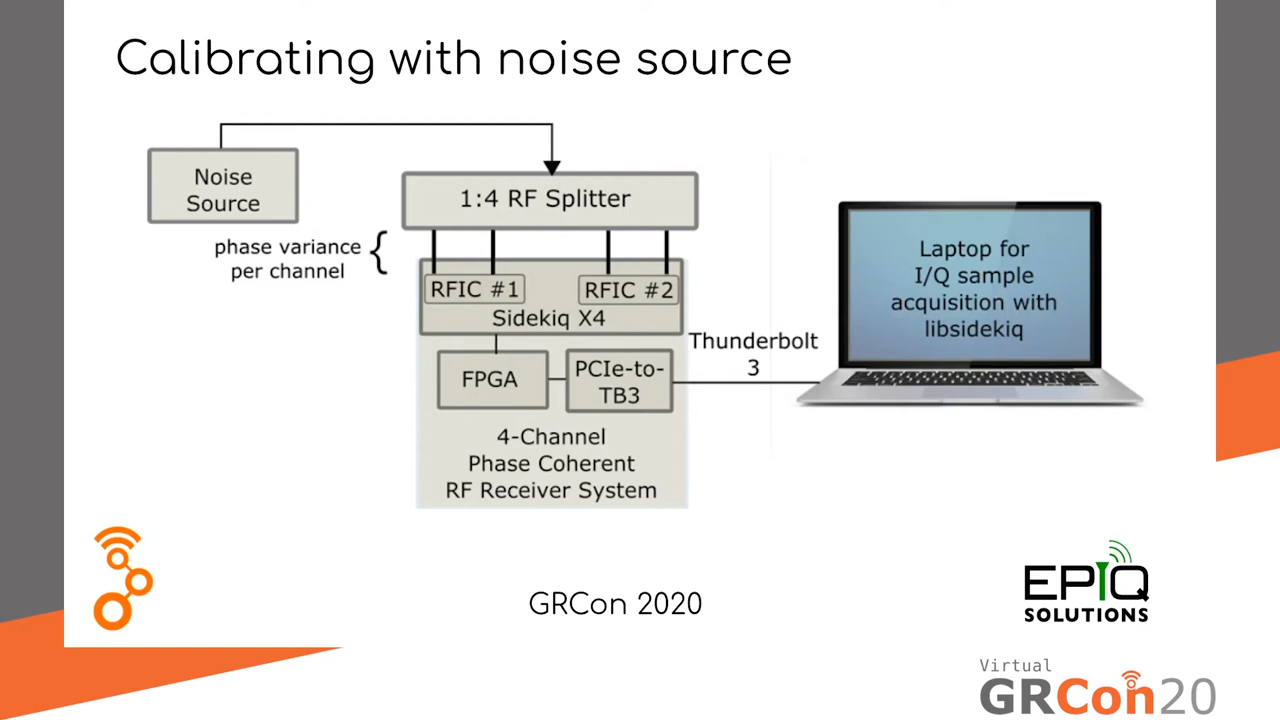 Calibrating with noise source
Noise
Source
1:4 RF Splitter
phase variance
per channel
RFIC #1
RFIC #2
Sidekiq X4
FPGA
PCIe-to-
TB3
4-Channel
Phase Coherent
RF Receiver System
Thunderbolt
3
Laptop for
I/Q sample
acquisition with
libsidekiq
GRCon 2020
EPIQ
SOLUTIONS
Virtual
GRCon20